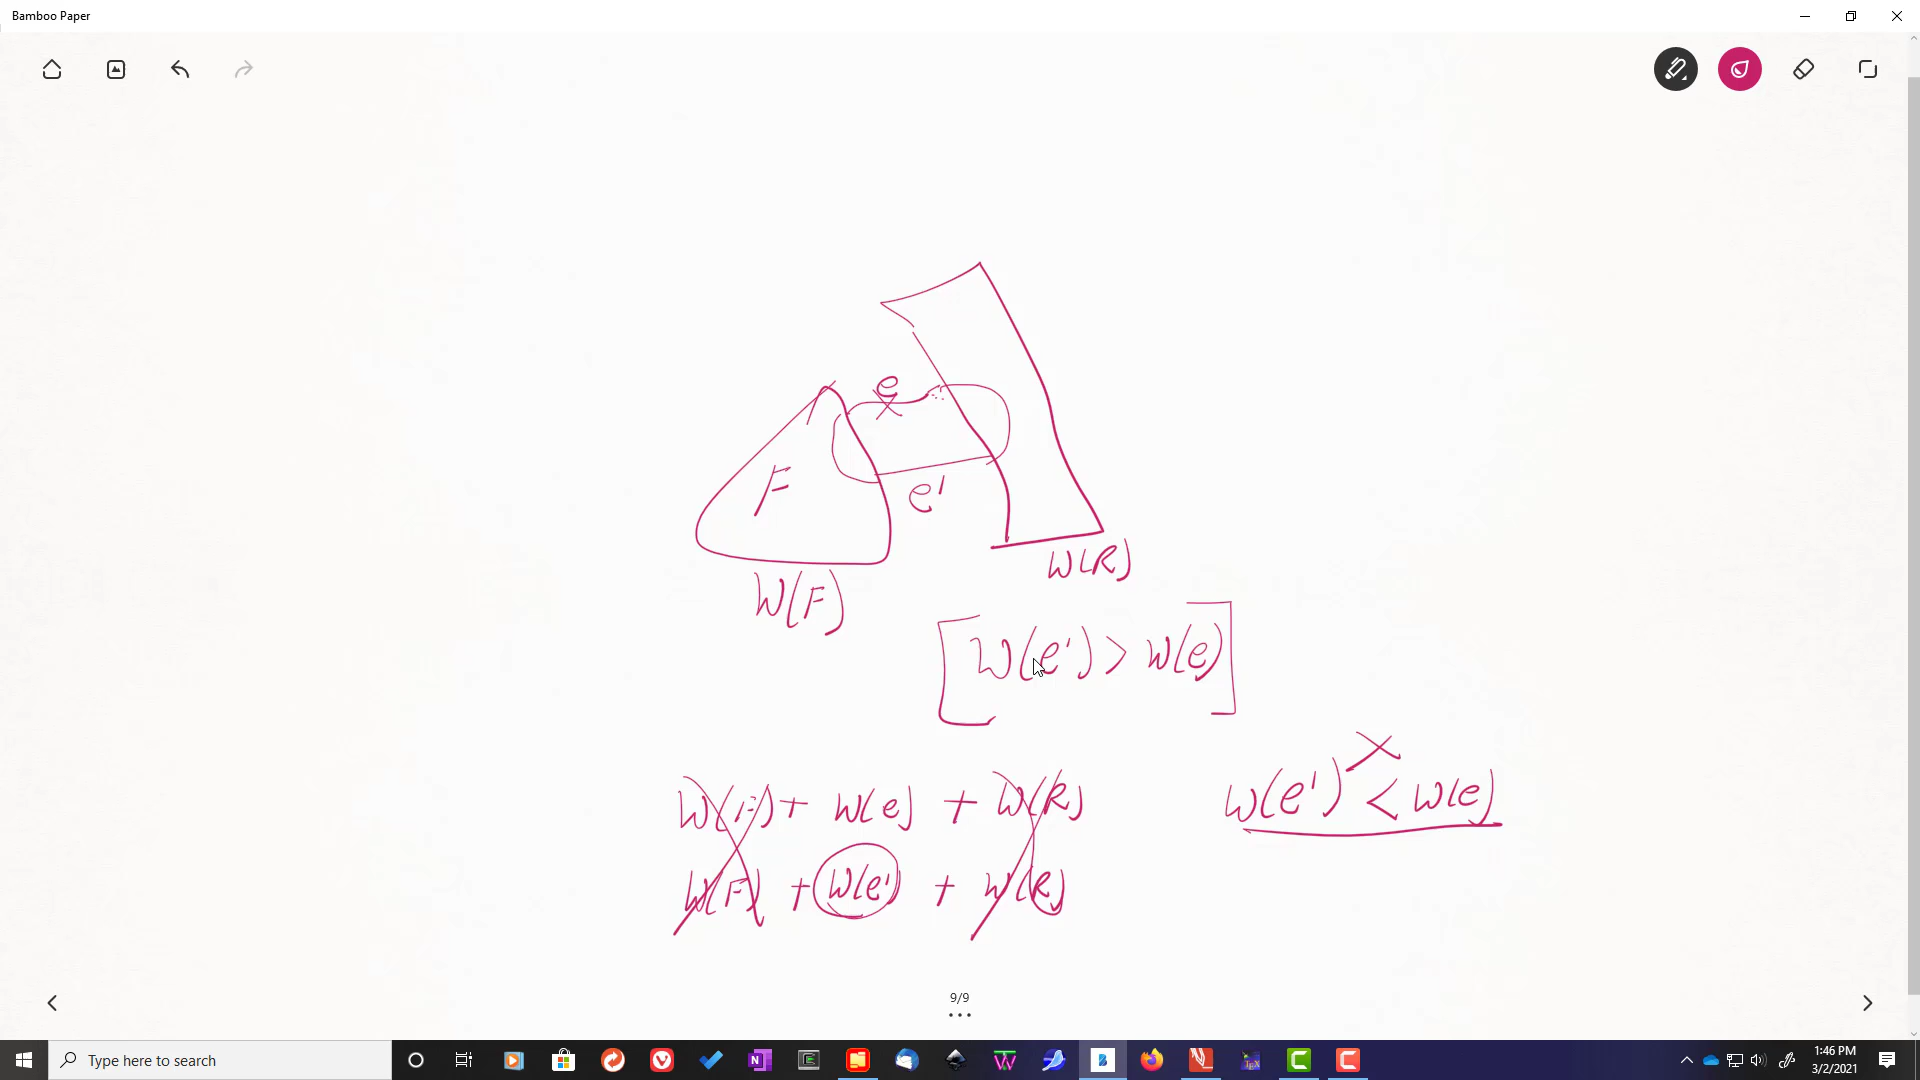 Bamboo Paper
e
F
e'
W(F)
W(R)
W(e') > W(e)
W(F) + W(e) + W(R)
W(e') < W(e)
W(F) + W(e') + W(R)
9/9
Type here to search
1:46 PM
3/2/2021